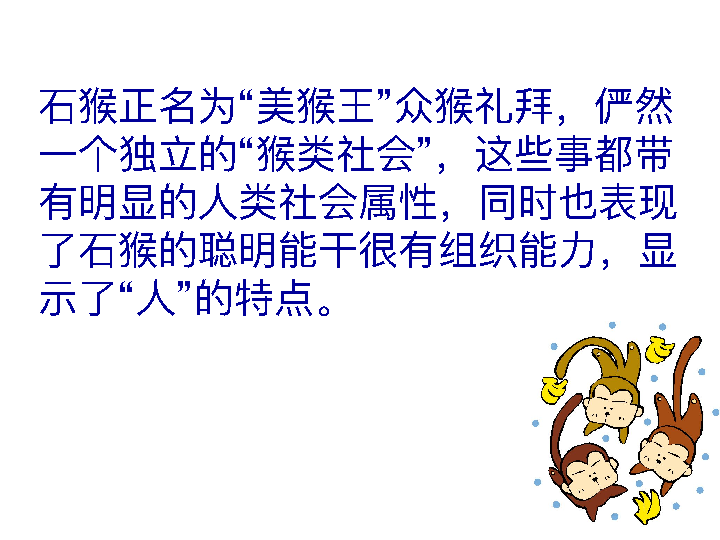 石猴正名为“美猴王”众猴礼拜，俨然
一个独立的“猴类社会”，这些事都带
有明显的人类社会属性，同时也表现
了石猴的聪明能干很有组织能力，显
示了“人”的特点。